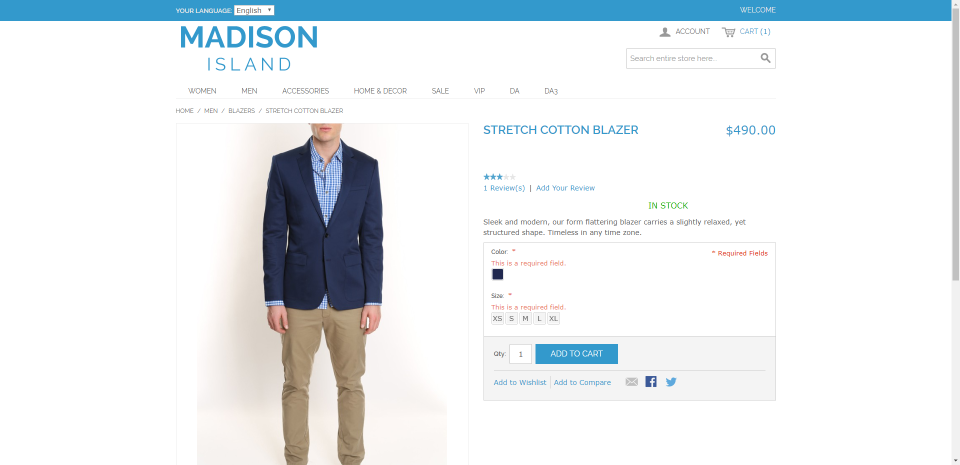 YOUR LANGUAGE: English
WELCOME
MADISON
ISLAND
ACCOUNT CART (1)
Search entire store here...
WOMEN MEN ACCESSORIES HOME & DECOR SALE VIP DA DA3
HOME / MEN / BLAZERS / STRETCH COTTON BLAZER
STRETCH COTTON BLAZER $490.00
1 Review(s) | Add Your Review
IN STOCK
Sleek and modern, our form flattering blazer carries a slightly relaxed, yet
structured shape. Timeless in any time zone.
Color: * * Required Fields
This is a required field.
Size: *
This is a required field.
XS S M L XL
Qty: 1 ADD TO CART
Add to Wishlist Add to Compare